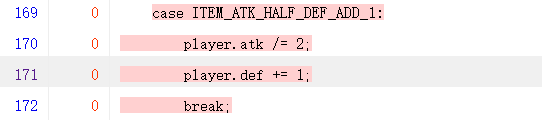 169 0 case ITEM_ATK_HALF_DEF_ADD_1:
170 0 player.atk /= 2;
171 0 player.def += 1;
172 0 break;